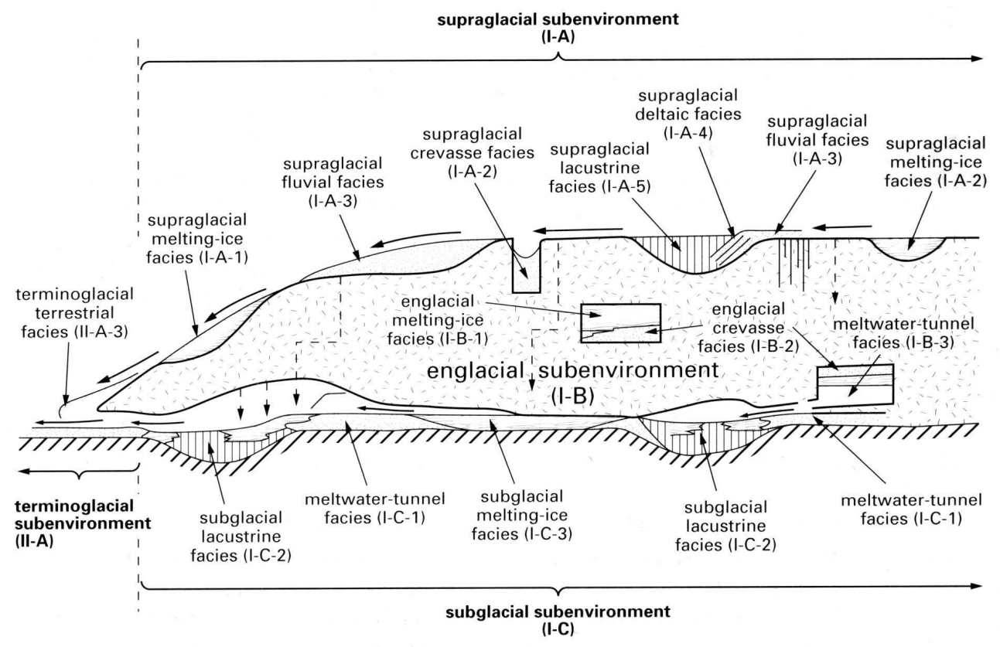 supraglacial subenvironment
(I-A)
supraglacial
deltaic facies
(I-A-4)
supraglacial
fluvial facies
(I-A-3)
supraglacial
crevasse facies
(I-A-2)
supraglacial
lacustrine
facies (I-A-5)
supraglacial
melting-ice
facies (I-A-2)
supraglacial
fluvial facies
(I-A-3)
supraglacial
melting-ice
facies (I-A-1)
terminoglacial
terrestrial
facies (II-A-3)
englacial
melting-ice
facies (I-B-1)
englacial
crevasse
facies (I-B-2)
meltwater-tunnel
facies (I-B-3)
englacial subenvironment
(I-B)
terminoglacial
subenvironment
(II-A)
subglacial
lacustrine
facies (I-C-2)
meltwater-tunnel
facies (I-C-1)
subglacial
melting-ice
facies (I-C-3)
subglacial
lacustrine
facies (I-C-2)
meltwater-tunnel
facies (I-C-1)
subglacial subenvironment
(I-C)